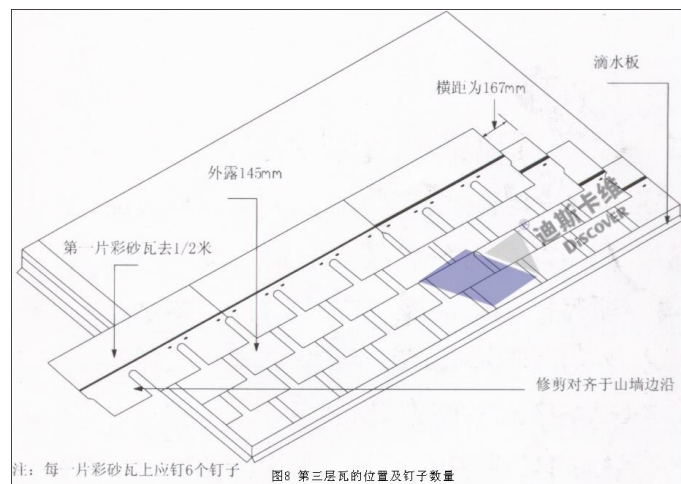 滴水板
横距为167mm
外露145mm
第一片彩砂瓦去1/2米
迪斯卡维
DiSCOVER
修剪对齐于山墙边沿
注：每一片彩砂瓦上应钉6个钉子
图8 第三层瓦的位置及钉子数量